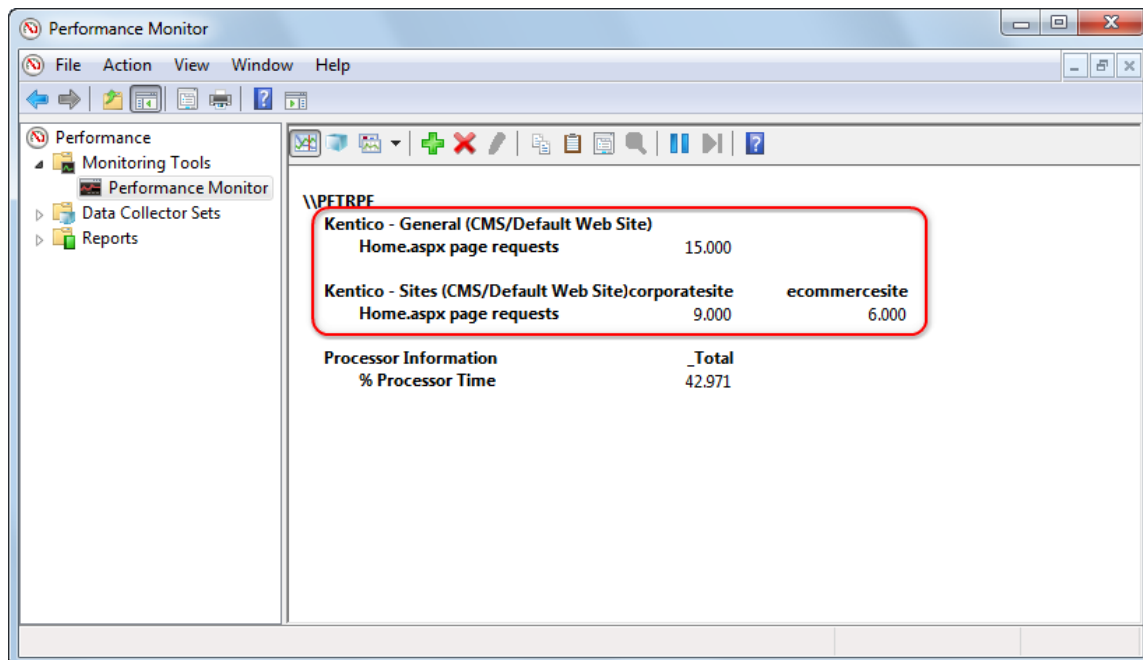 Performance Monitor
File Action View Window Help
Performance
Monitoring Tools
Performance Monitor
Data Collector Sets
Reports
\\PETRPE
Kentico - General (CMS/Default Web Site)
Home.aspx page requests 15.000
Kentico - Sites (CMS/Default Web Site)corporatesite ecommercesite
Home.aspx page requests 9.000 6.000
Processor Information _Total
% Processor Time 42.971